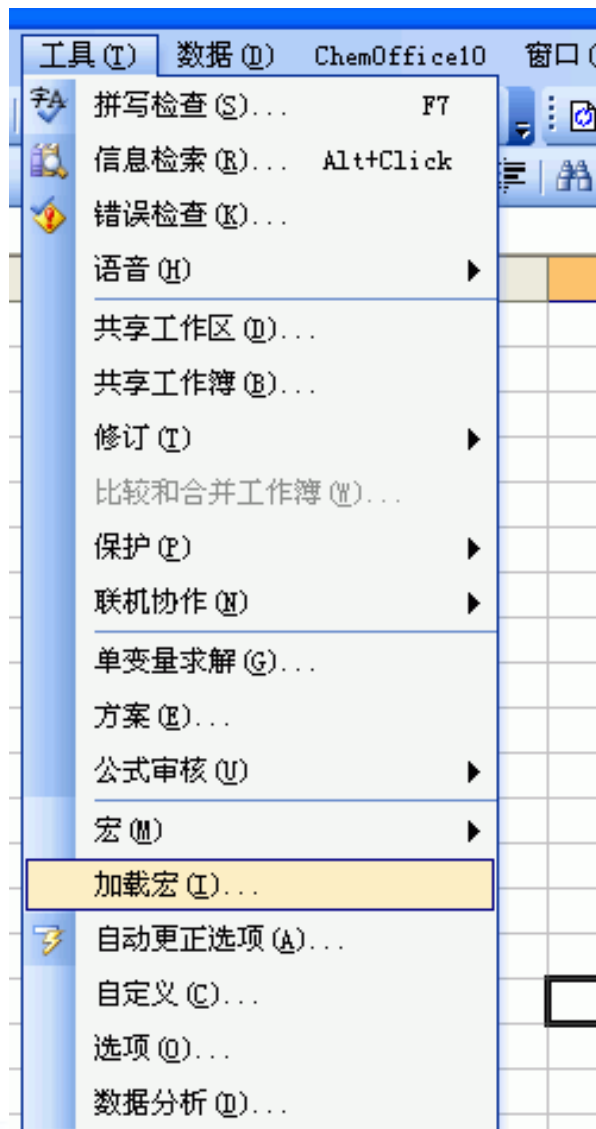 工具(T) 数据(D) ChemOffice10 窗口(
拼写检查(S)... F7
信息检索(R)... Alt+Click
错误检查(K)...
语音(H)
共享工作区(D)...
共享工作簿(B)...
修订(T)
比较和合并工作簿(W)...
保护(P)
联机协作(N)
单变量求解(G)...
方案(E)...
公式审核(U)
宏(M)
加载宏(I)...
自动更正选项(A)...
自定义(C)...
选项(O)...
数据分析(D)...